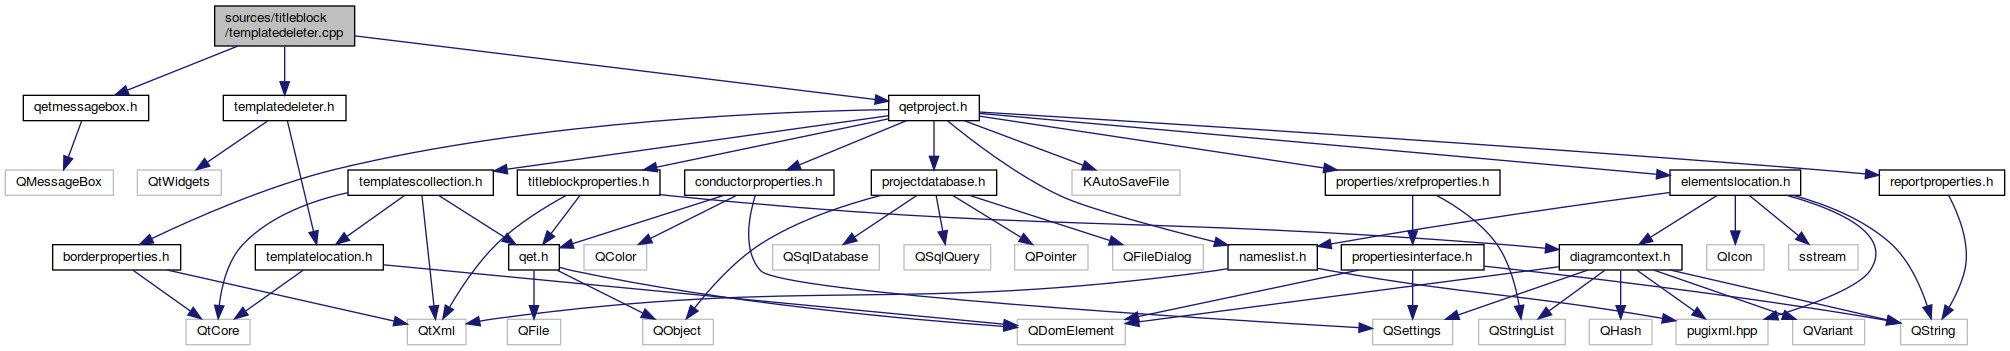 sources/titleblock
/templatedeleter.cpp
qetmessagebox.h
templatedeleter.h
qetproject.h
QMessageBox
QtWidgets
templatescollection.h
titleblockproperties.h
conductorproperties.h
projectdatabase.h
KAutoSaveFile
properties/xrefproperties.h
elementslocation.h
reportproperties.h
borderproperties.h
templatelocation.h
qet.h
QColor
QSqlDatabase
QSqlQuery
QPointer
QFileDialog
nameslist.h
propertiesinterface.h
diagramcontext.h
QIcon
sstream
QtCore
QtXml
QFile
QObject
QDomElement
QSettings
QStringList
QHash
pugixml.hpp
QVariant
QString